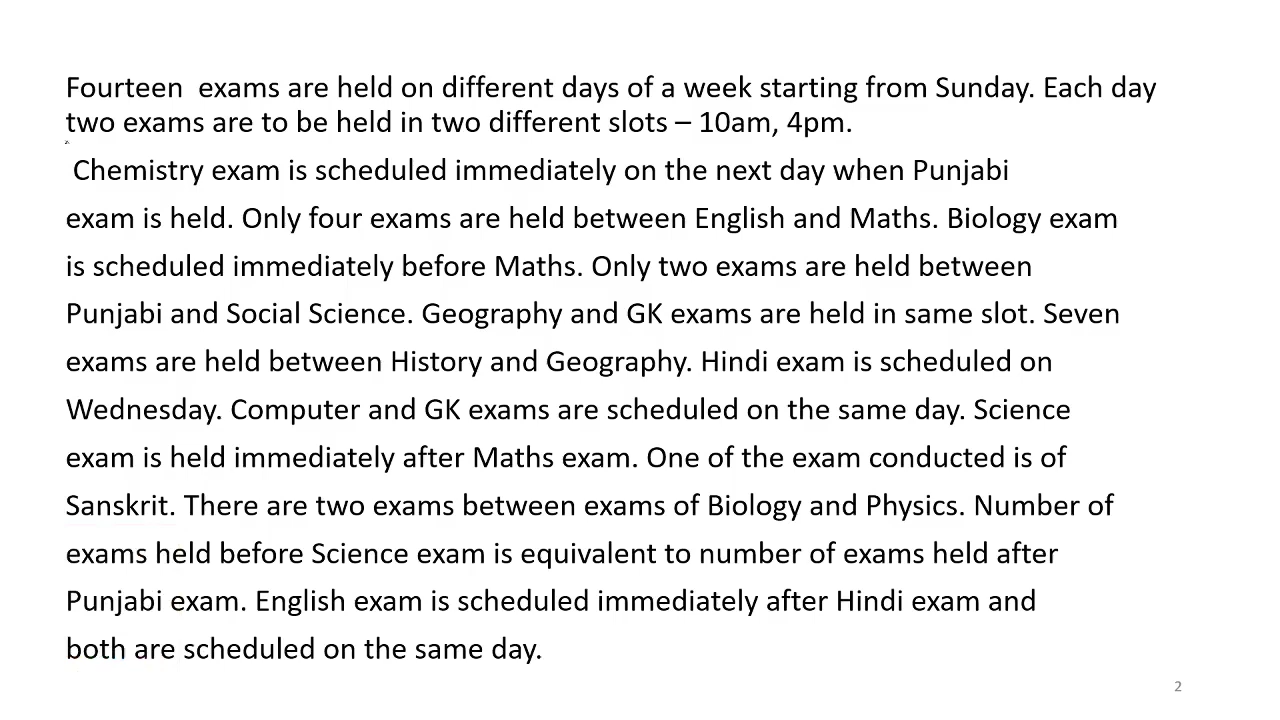 Fourteen  exams are held on different days of a week starting from Sunday. Each day
two exams are to be held in two different slots – 10am, 4pm.
Chemistry exam is scheduled immediately on the next day when Punjabi
exam is held. Only four exams are held between English and Maths. Biology exam
is scheduled immediately before Maths. Only two exams are held between
Punjabi and Social Science. Geography and GK exams are held in same slot. Seven
exams are held between History and Geography. Hindi exam is scheduled on
Wednesday. Computer and GK exams are scheduled on the same day. Science
exam is held immediately after Maths exam. One of the exam conducted is of
Sanskrit. There are two exams between exams of Biology and Physics. Number of
exams held before Science exam is equivalent to number of exams held after
Punjabi exam. English exam is scheduled immediately after Hindi exam and
both are scheduled on the same day.
2